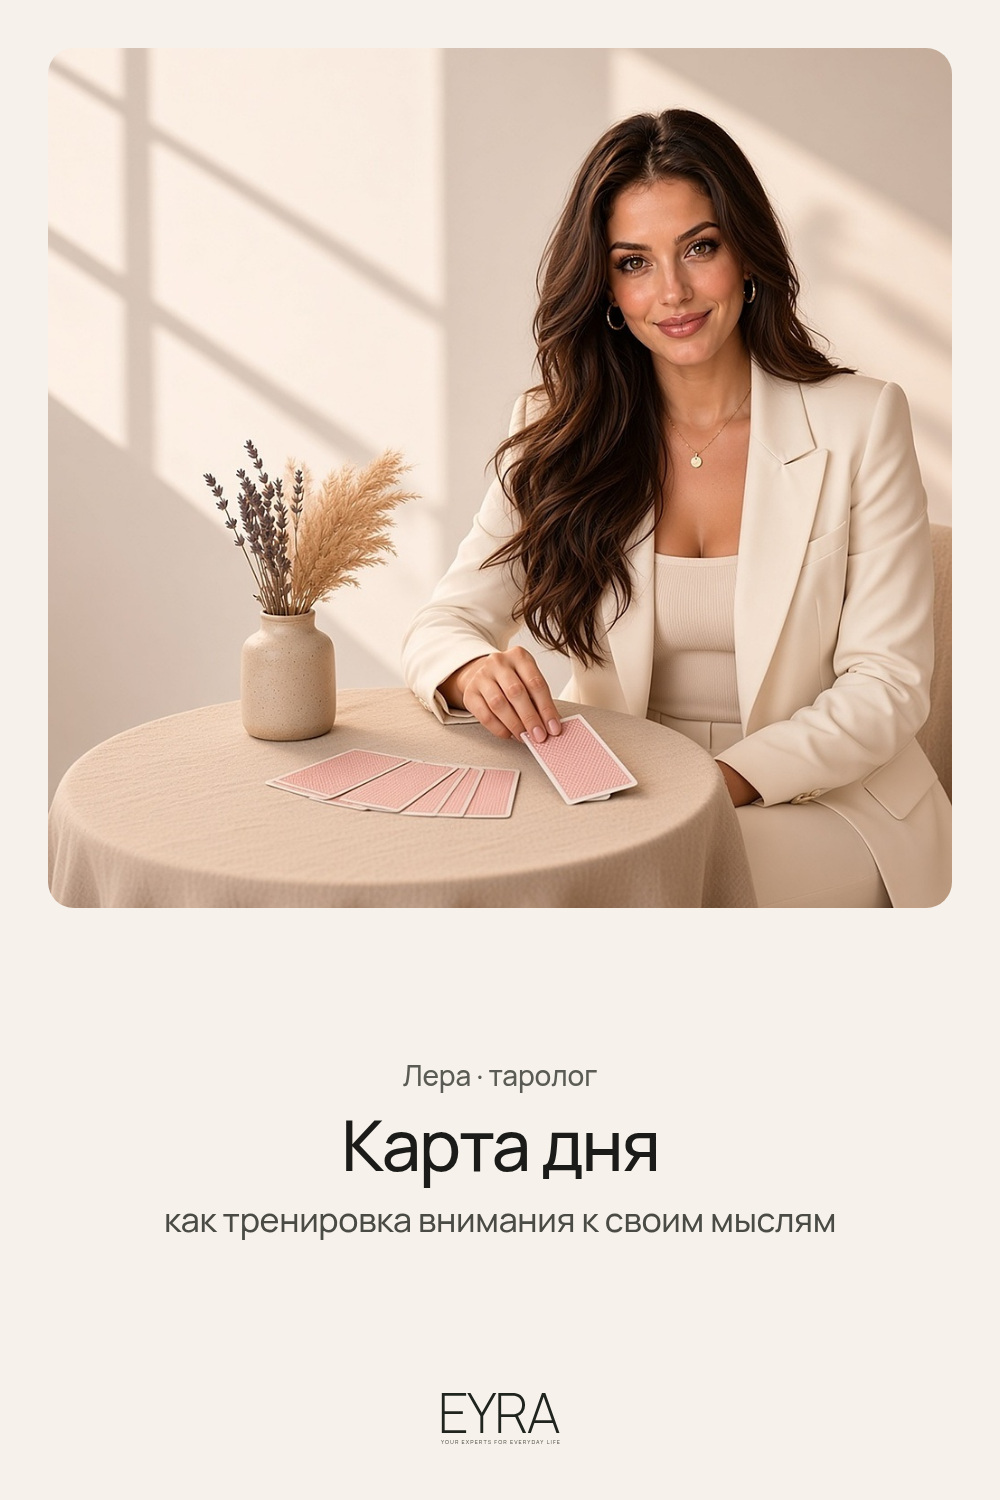 Лера · таролог
Карта дня
как тренировка внимания к своим мыслям
EYRA
YOUR EXPERTS FOR EVERYDAY LIFE